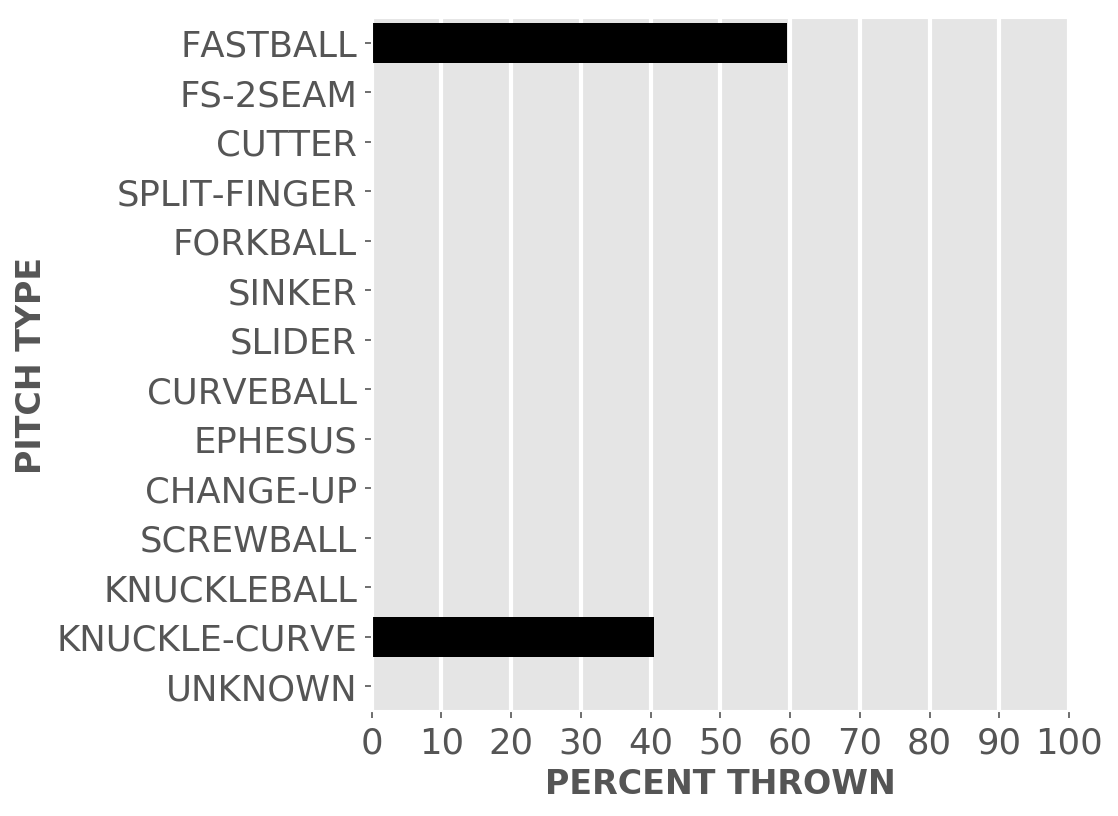 FASTBALL
FS-2SEAM
CUTTER
SPLIT-FINGER
FORKBALL
SINKER
SLIDER
CURVEBALL
EPHESUS
CHANGE-UP
SCREWBALL
KNUCKLEBALL
KNUCKLE-CURVE
UNKNOWN
PITCH TYPE
0 10 20 30 40 50 60 70 80 90 100
PERCENT THROWN